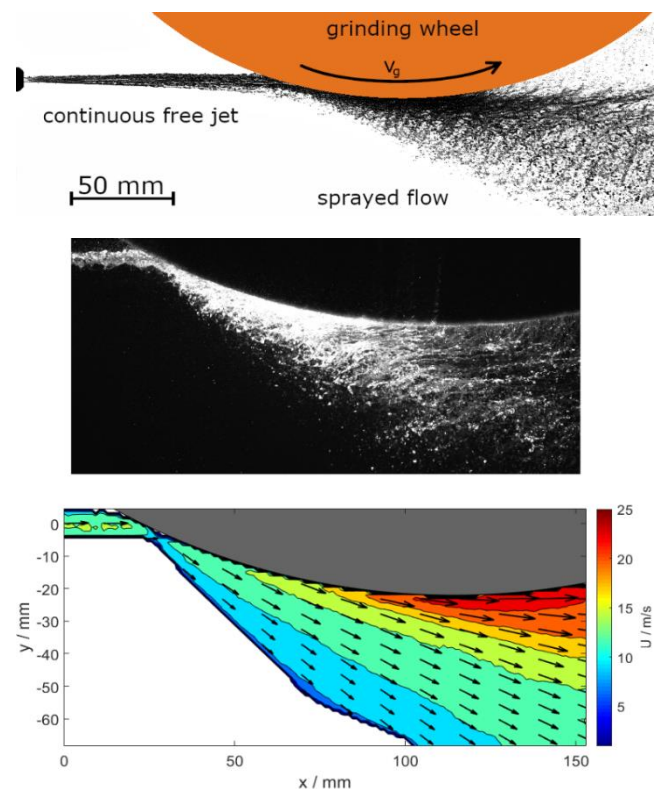 grinding wheel
v_g
continuous free jet
50 mm
sprayed flow
y / mm
0
-10
-20
-30
-40
-50
-60
0
50
100
150
x / mm
25
20
15
10
5
U / m/s